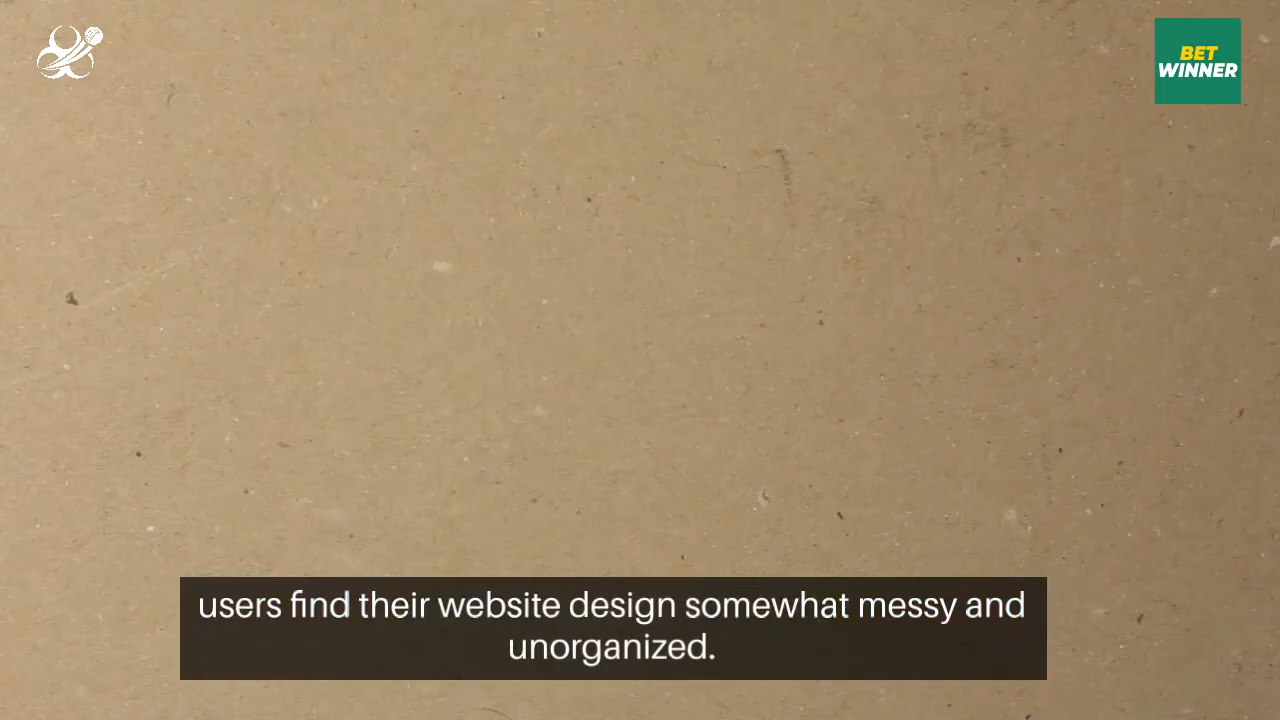 BET
WINNER
users find their website design somewhat messy and
unorganized.